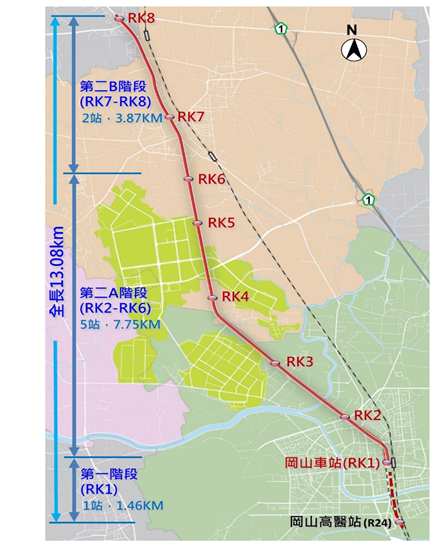 RK8
N
1
第二B階段
(RK7-RK8)
2站，3.87KM
RK7
RK6
1
RK5
全長13.08km
第二A階段
(RK2-RK6)
5站，7.75KM
RK4
RK3
RK2
岡山車站(RK1)
第一階段
(RK1)
1站，1.46KM
岡山高醫站(R24)